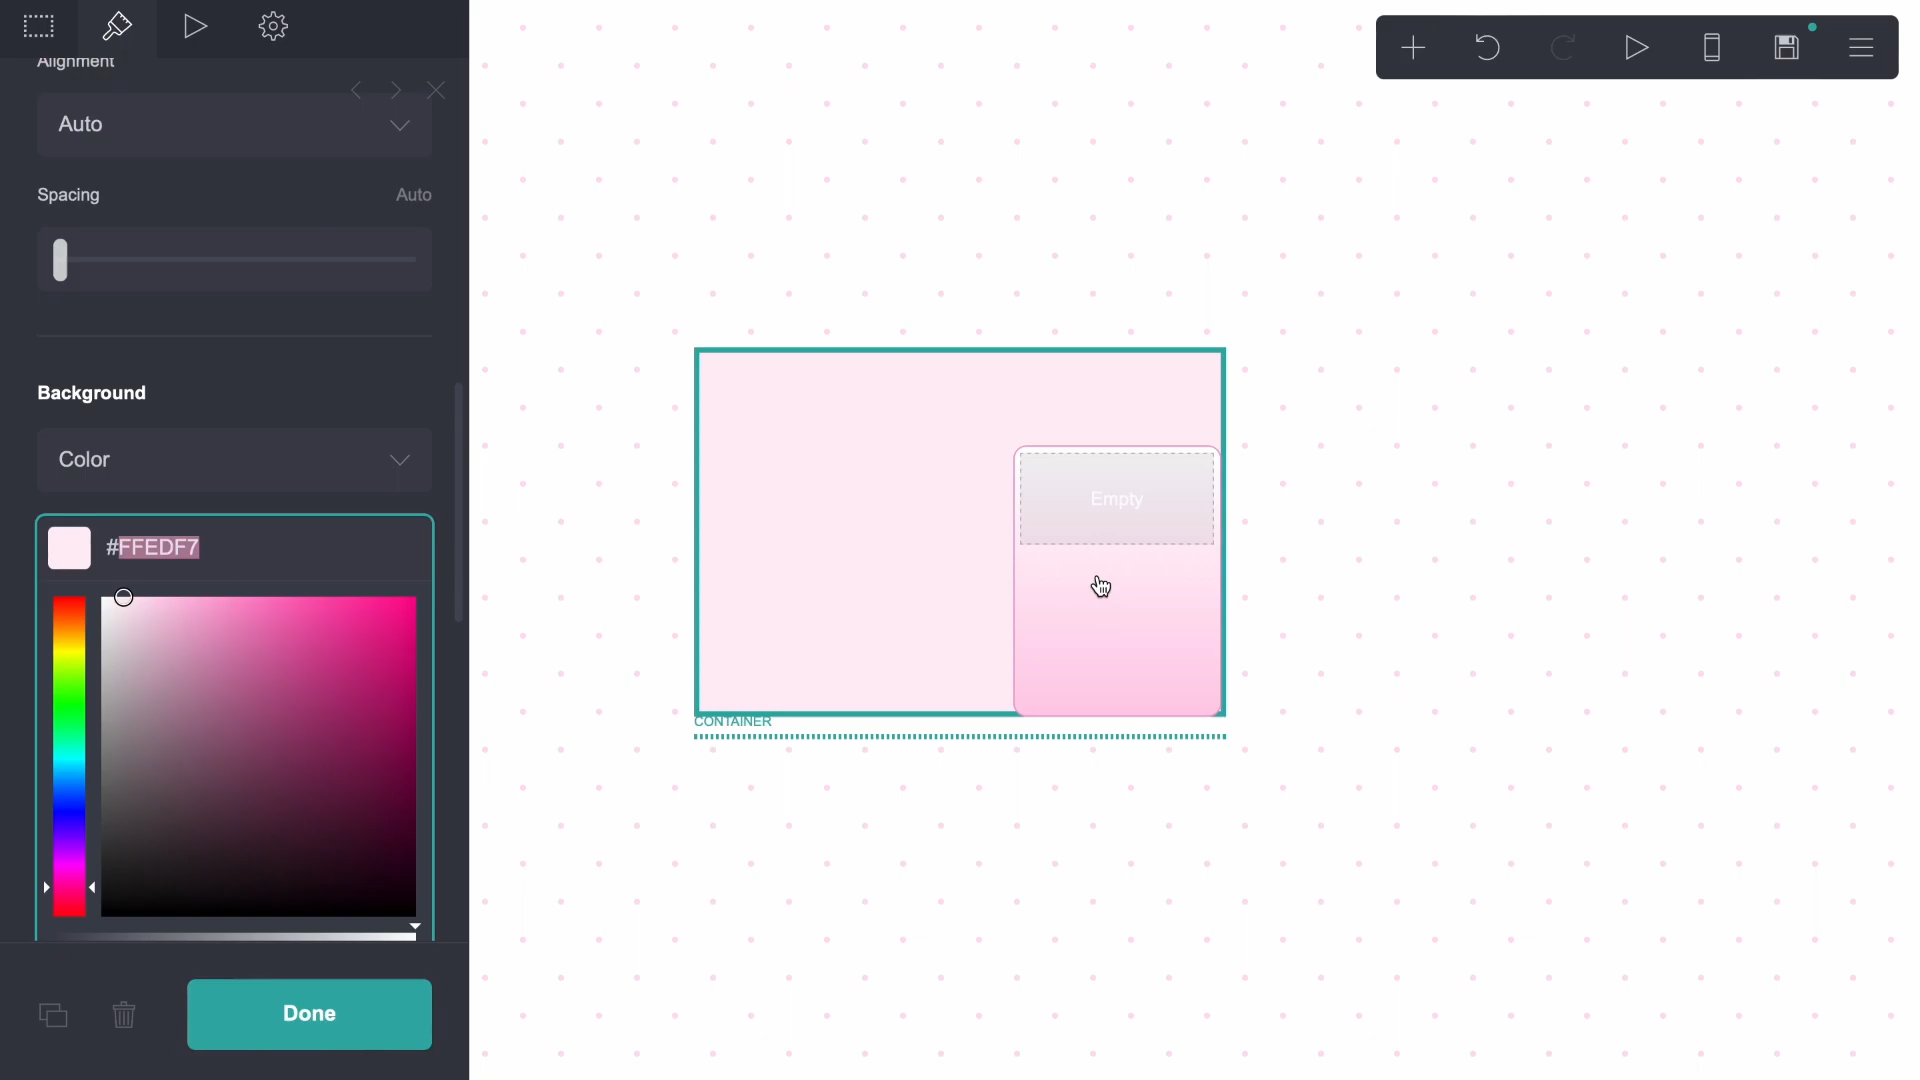 Alignment
Auto
Spacing
Auto
Background
Color
#FFEDF7
Done
Empty
CONTAINER